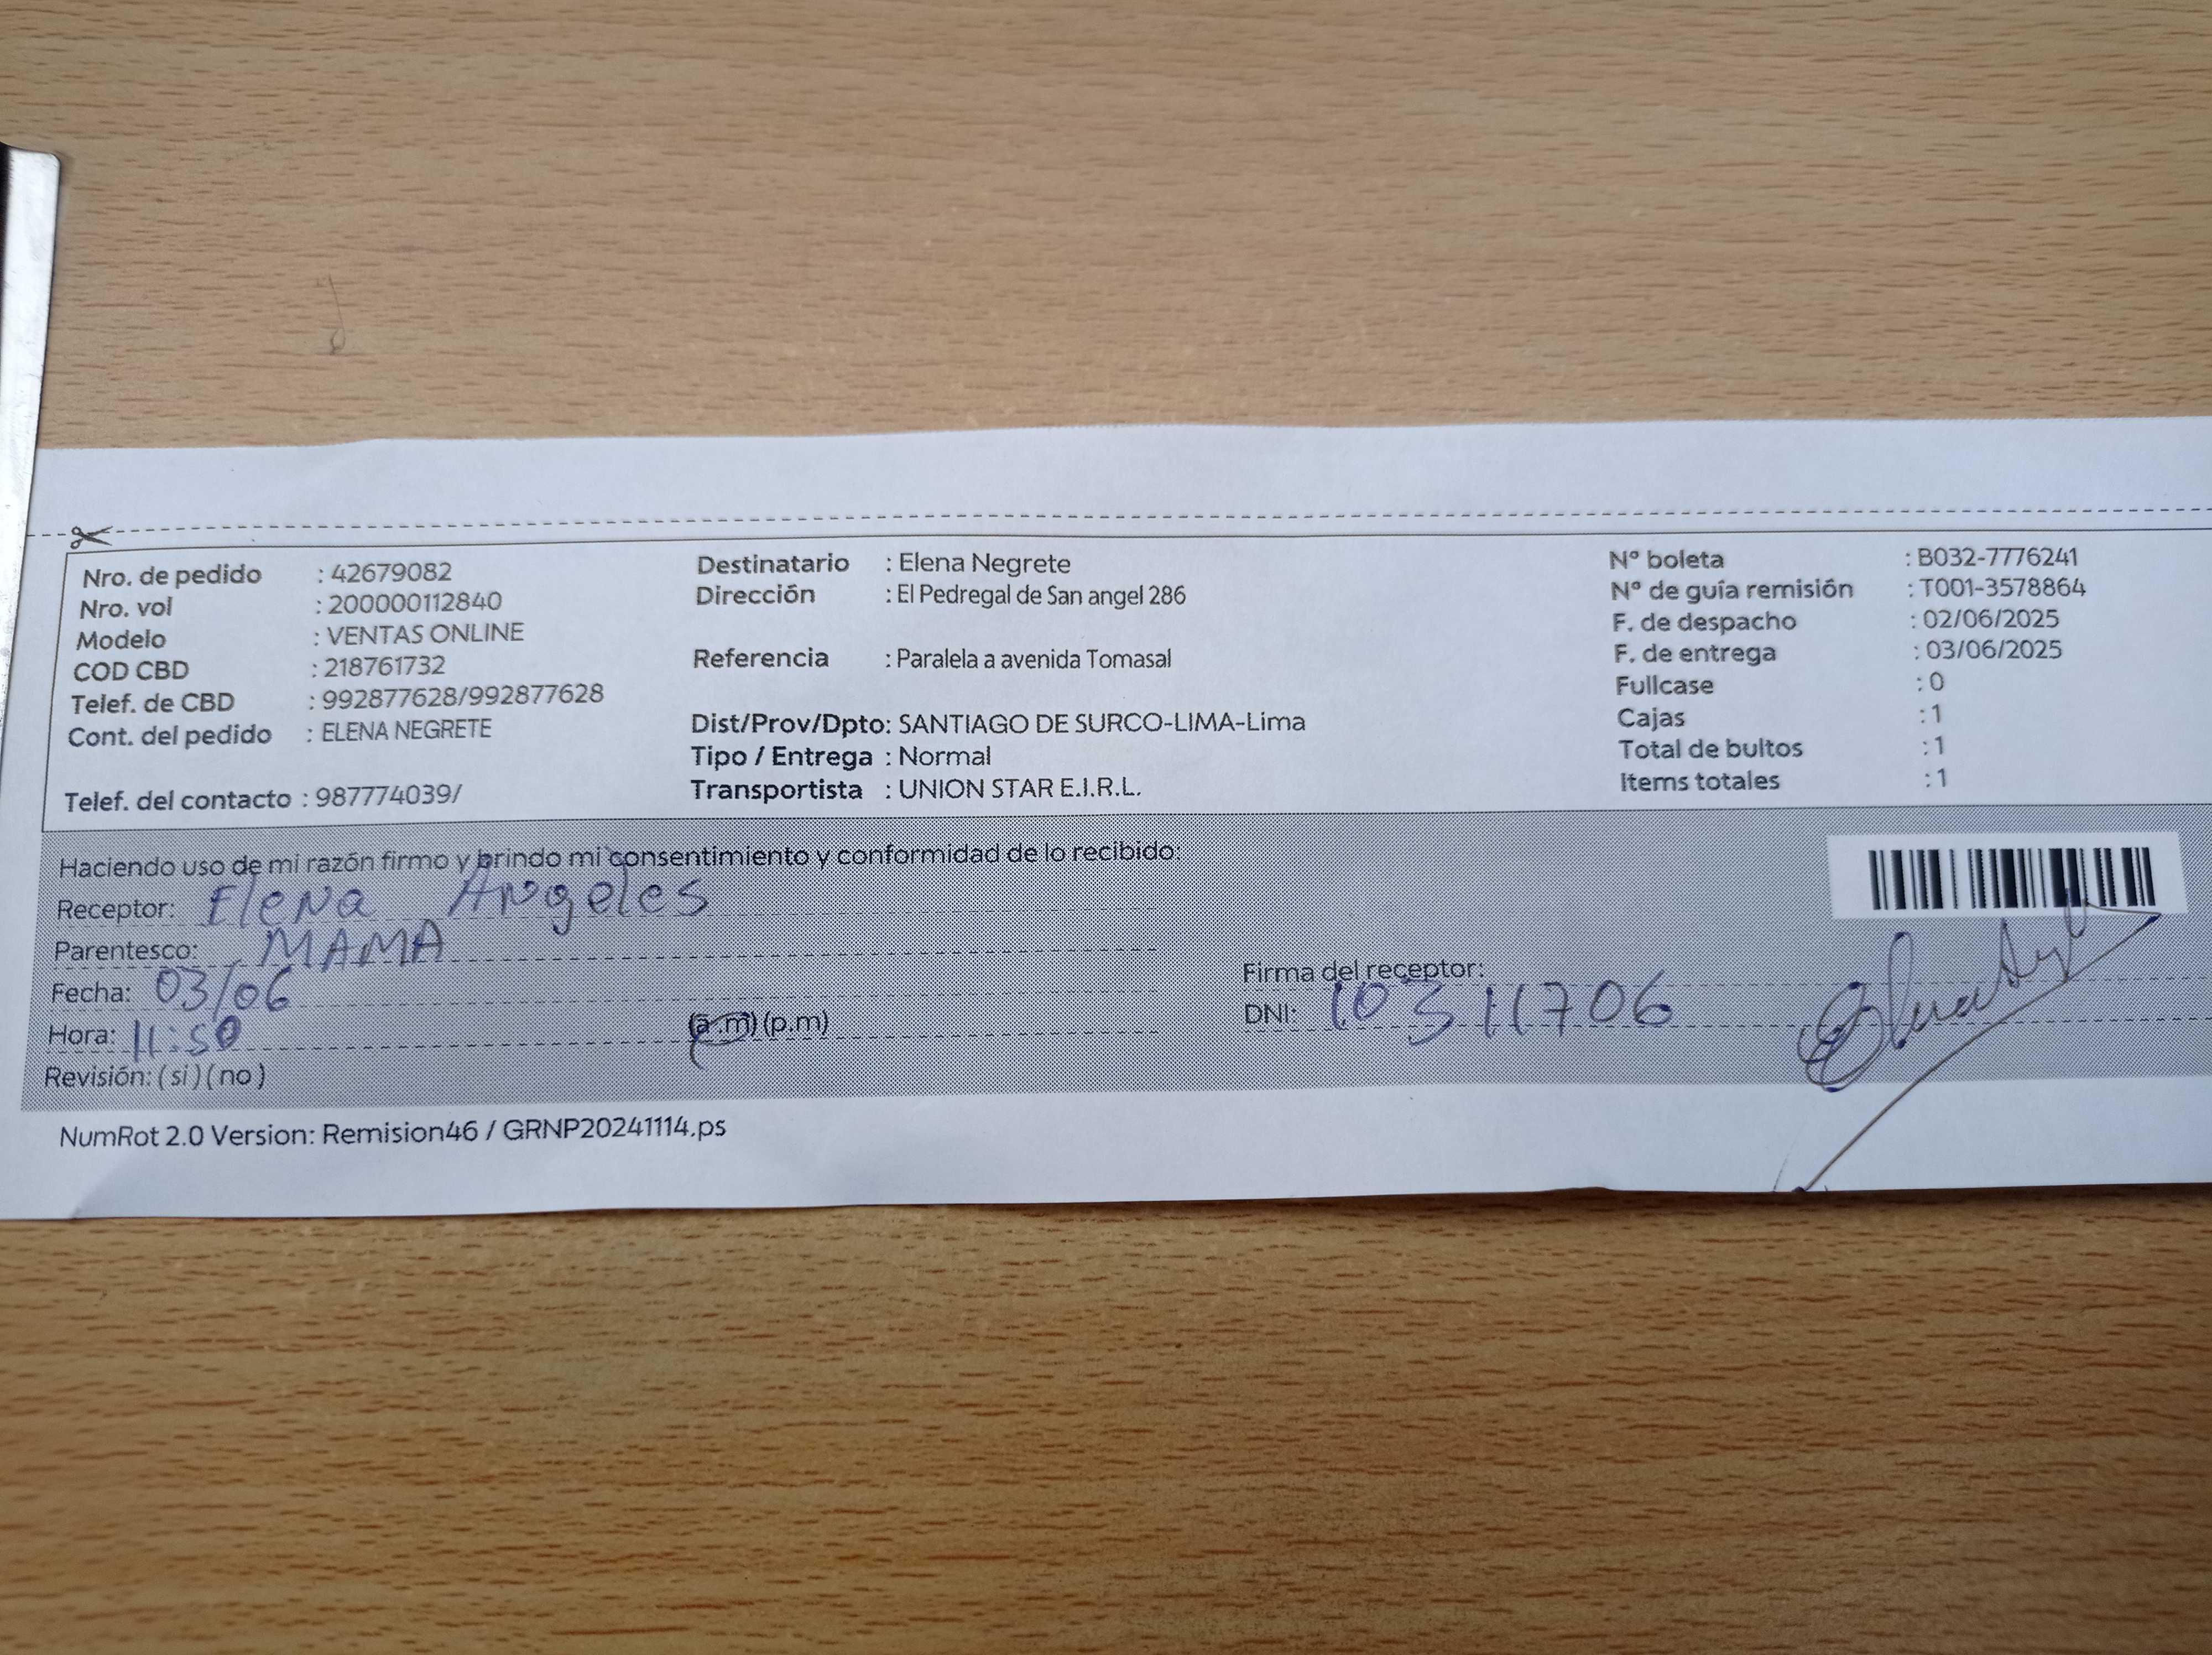 Nro. de pedido : 42679082
Nro. vol : 200000112840
Modelo : VENTAS ONLINE
COD CBD : 218761732
Telef. de CBD : 992877628/992877628
Cont. del pedido : ELENA NEGRETE
Telef. del contacto : 987774039/
Destinatario : Elena Negrete
Dirección : El Pedregal de San angel 286
Referencia : Paralela a avenida Tomasal
Dist/Prov/Dpto: SANTIAGO DE SURCO-LIMA-Lima
Tipo / Entrega : Normal
Transportista : UNION STAR E.I.R.L.
Nº boleta : B032-7776241
Nº de guía remisión : T001-3578864
F. de despacho : 02/06/2025
F. de entrega : 03/06/2025
Fullcase : 0
Cajas : 1
Total de bultos : 1
Items totales : 1
Haciendo uso de mi razón firmo y brindo mi consentimiento y conformidad de lo recibido:
Receptor: Elena Angeles
Parentesco: MAMA
Fecha: 03/06
Hora: 11:50 (a.m) (p.m)
Revisión: (si) (no)
Firma del receptor:
DNI: 10311706
NumRot 2.0 Version: Remision46 / GRNP20241114.ps